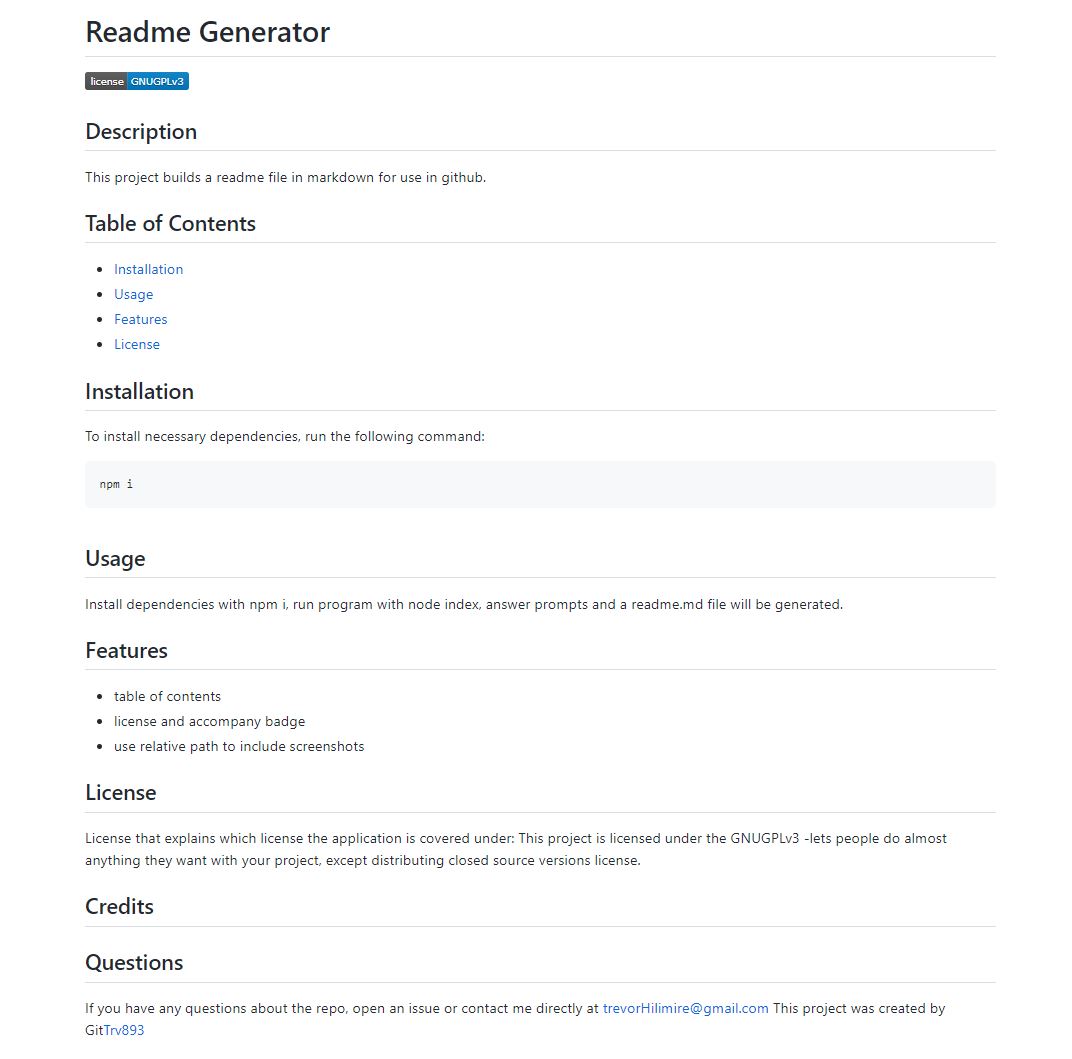 Readme Generator
license GNUGPLv3
Description
This project builds a readme file in markdown for use in github.
Table of Contents
Installation
Usage
Features
License
Installation
To install necessary dependencies, run the following command:
npm i
Usage
Install dependencies with npm i, run program with node index, answer prompts and a readme.md file will be generated.
Features
table of contents
license and accompany badge
use relative path to include screenshots
License
License that explains which license the application is covered under: This project is licensed under the GNUGPLv3 -lets people do almost
anything they want with your project, except distributing closed source versions license.
Credits
Questions
If you have any questions about the repo, open an issue or contact me directly at trevorHilimire@gmail.com This project was created by
GitTrv893